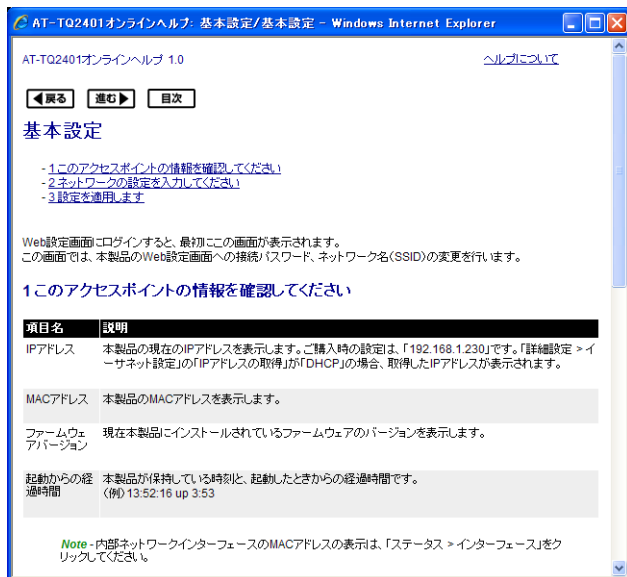 AT-TQ2401オンラインヘルプ: 基本設定/基本設定 - Windows Internet Explorer
AT-TQ2401オンラインヘルプ 1.0
ヘルプについて
◀戻る
進む▶
目次
基本設定
- 1このアクセスポイントの情報を確認してください
- 2ネットワークの設定を入力してください
- 3設定を適用します
Web設定画面にログインすると、最初にこの画面が表示されます。
この画面では、本製品のWeb設定画面への接続パスワード、ネットワーク名(SSID)の変更を行います。
1このアクセスポイントの情報を確認してください
項目名 説明
IPアドレス 本製品の現在のIPアドレスを表示します。ご購入時の設定は、「192.168.1.230」です。「詳細設定 > イ
ーサネット設定」の「IPアドレスの取得」が「DHCP」の場合、取得したIPアドレスが表示されます。
MACアドレス 本製品のMACアドレスを表示します。
ファームウェ 現在本製品にインストールされているファームウェアのバージョンを表示します。
アバージョン
起動からの経 本製品が保持している時刻と、起動したときからの経過時間です。
過時間 (例) 13:52:16 up 3:53
Note - 内部ネットワークインターフェースのMACアドレスの表示は、「ステータス > インターフェース」をク
リックしてください。